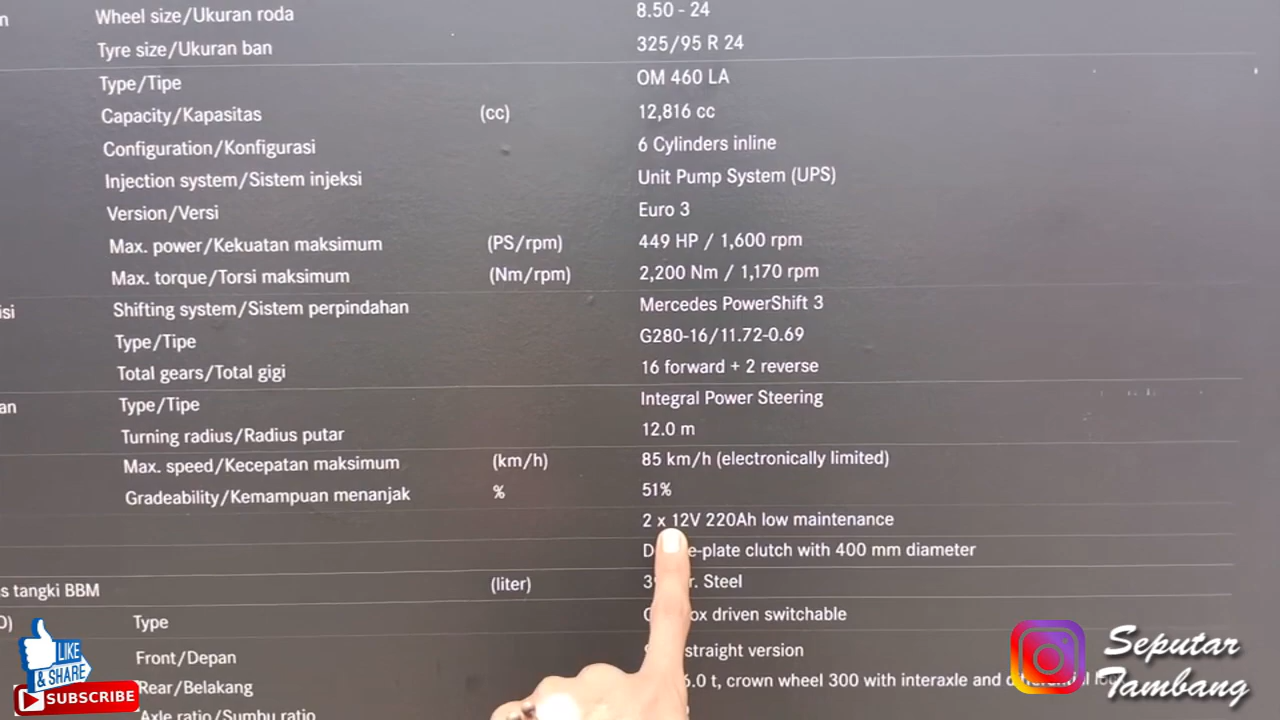 Wheel size/Ukuran roda 8.50 - 24
Tyre size/Ukuran ban 325/95 R 24
Type/Tipe OM 460 LA
Capacity/Kapasitas (cc) 12,816 cc
Configuration/Konfigurasi 6 Cylinders inline
Injection system/Sistem injeksi Unit Pump System (UPS)
Version/Versi Euro 3
Max. power/Kekuatan maksimum (PS/rpm) 449 HP / 1,600 rpm
Max. torque/Torsi maksimum (Nm/rpm) 2,200 Nm / 1,170 rpm
Shifting system/Sistem perpindahan Mercedes PowerShift 3
Type/Tipe G280-16/11.72-0.69
Total gears/Total gigi 16 forward + 2 reverse
Type/Tipe Integral Power Steering
Turning radius/Radius putar 12.0 m
Max. speed/Kecepatan maksimum (km/h) 85 km/h (electronically limited)
Gradeability/Kemampuan menanjak % 51%
2 x 12V 220Ah low maintenance
-plate clutch with 400 mm diameter
tangki BBM (liter) Steel
Type driven switchable
Front/Depan straight version
Rear/Belakang crown wheel 300 with interaxle and
Axle ratio/Sumbu ratio
LIKE
& SHARE
SUBSCRIBE
Seputar
Tambang